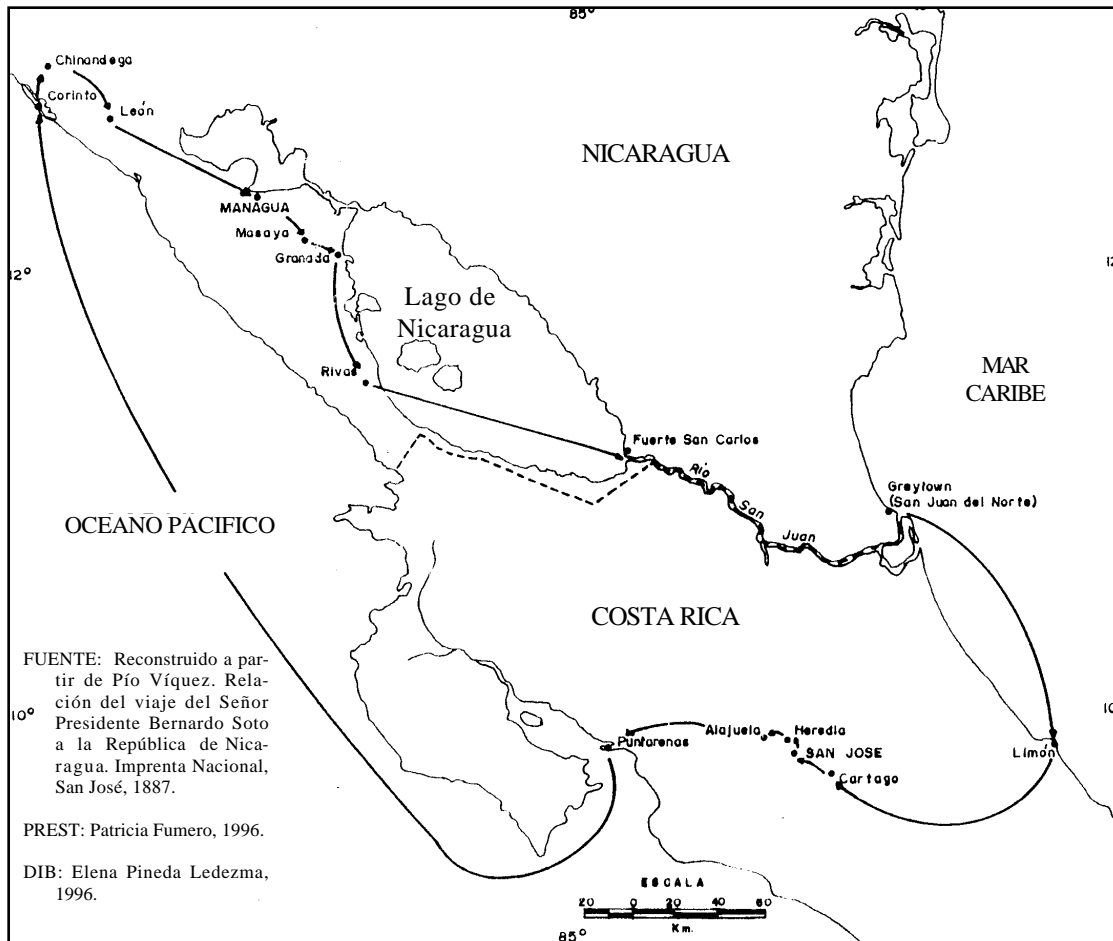 85°
Chinandega
Corinto
León
NICARAGUA
MANAGUA
Masaya
Granada
12°
12
Lago de
Nicaragua
Rivas
MAR
CARIBE
Fuerte San Carlos
Río
San
Juan
Greytown
(San Juan del Norte)
OCEANO PACIFICO
COSTA RICA
FUENTE: Reconstruido a par-
tir de Pío Víquez. Rela-
ción del viaje del Señor
Presidente Bernardo Soto
a la República de Nica-
ragua. Imprenta Nacional,
San José, 1887.
10°
10
Puntarenas
Alajuela
Heredia
SAN JOSE
Cartago
Limón
PREST: Patricia Fumero, 1996.
DIB: Elena Pineda Ledezma,
1996.
ESCALA
20 0 20 40 60
Km.
85°